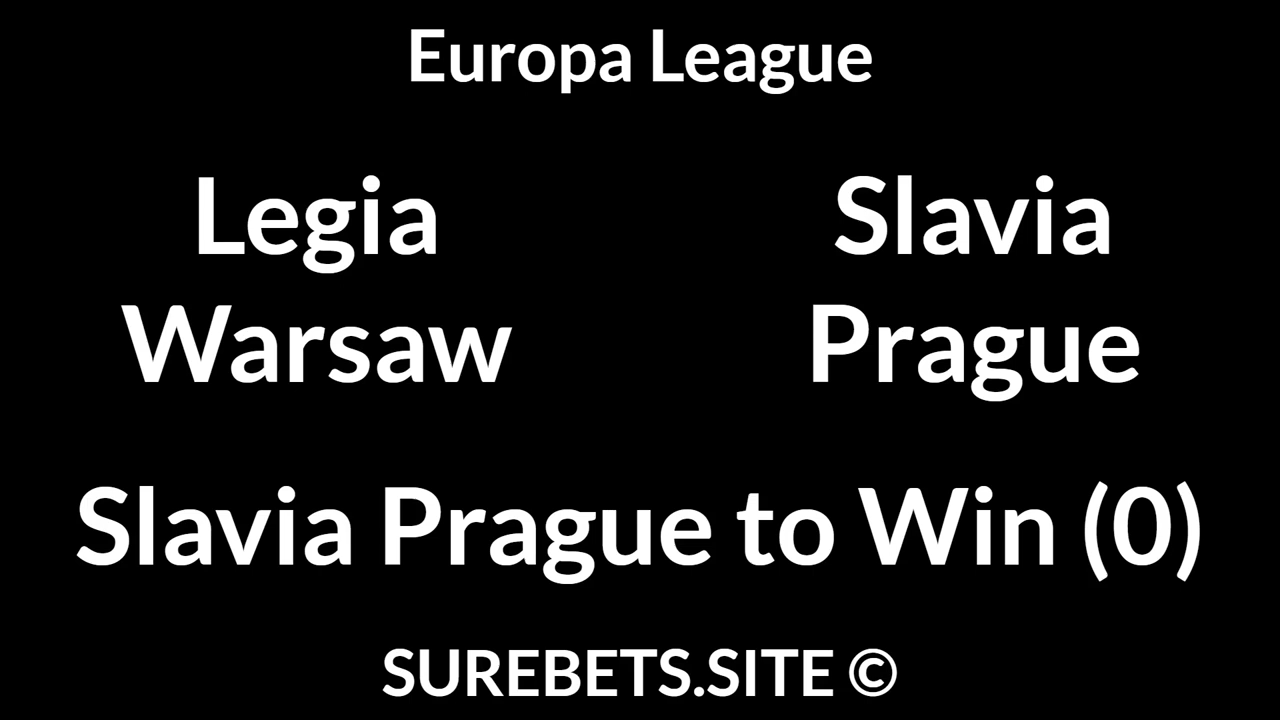 Europa League
Legia Warsaw
Slavia Prague
Slavia Prague to Win (0)
SUREBETS.SITE ©